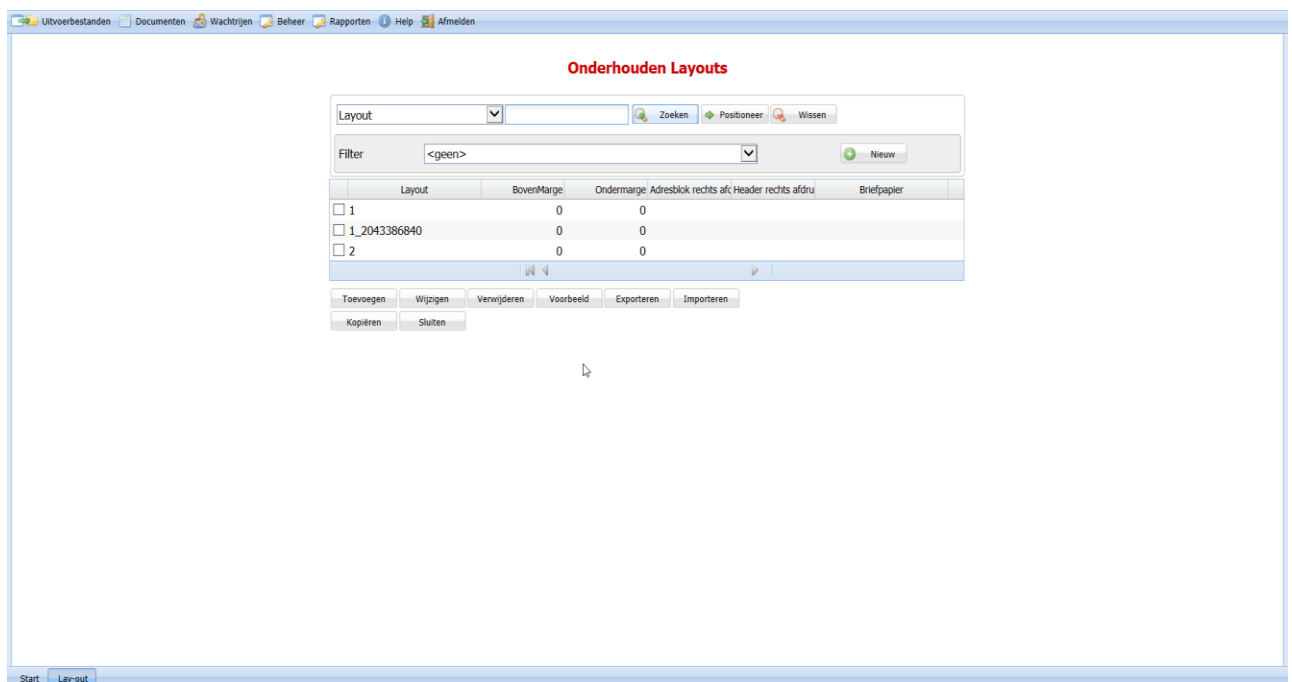 Uitvoerbestanden Documenten Wachtrijen Beheer Rapporten Help Afmelden
Onderhouden Layouts
Layout Zoeken Positioneer Wissen
Filter <geen> Nieuw
Layout BovenMarge Ondermarge Adresblok rechts afd Header rechts afdru Briefpapier
1 0 0
1_2043386840 0 0
2 0 0
Toevoegen Wijzigen Verwijderen Voorbeeld Exporteren Importeren
Kopiëren Sluiten
Start Lay-out